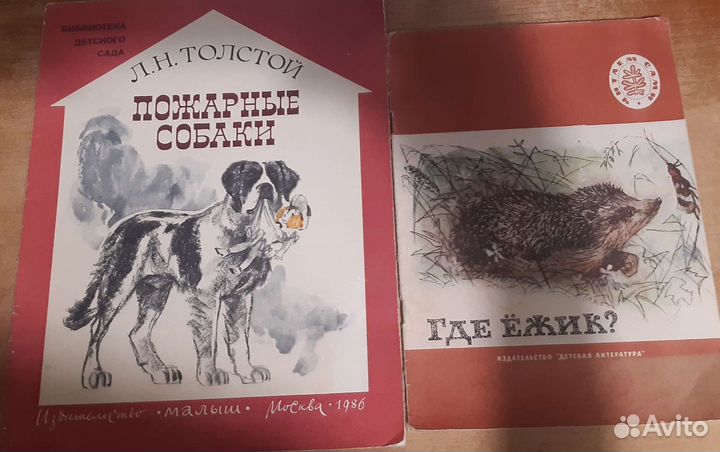 БИБЛИОТЕКА
ДЕТСКОГО
САДА
Л.Н. ТОЛСТОЙ
ПОЖАРНЫЕ
СОБАКИ
Издательство · малыш · Москва · 1986
ЧИТАЕМ САМИ
ГДЕ ЁЖИК?
ИЗДАТЕЛЬСТВО "ДЕТСКАЯ ЛИТЕРАТУРА"
Avito